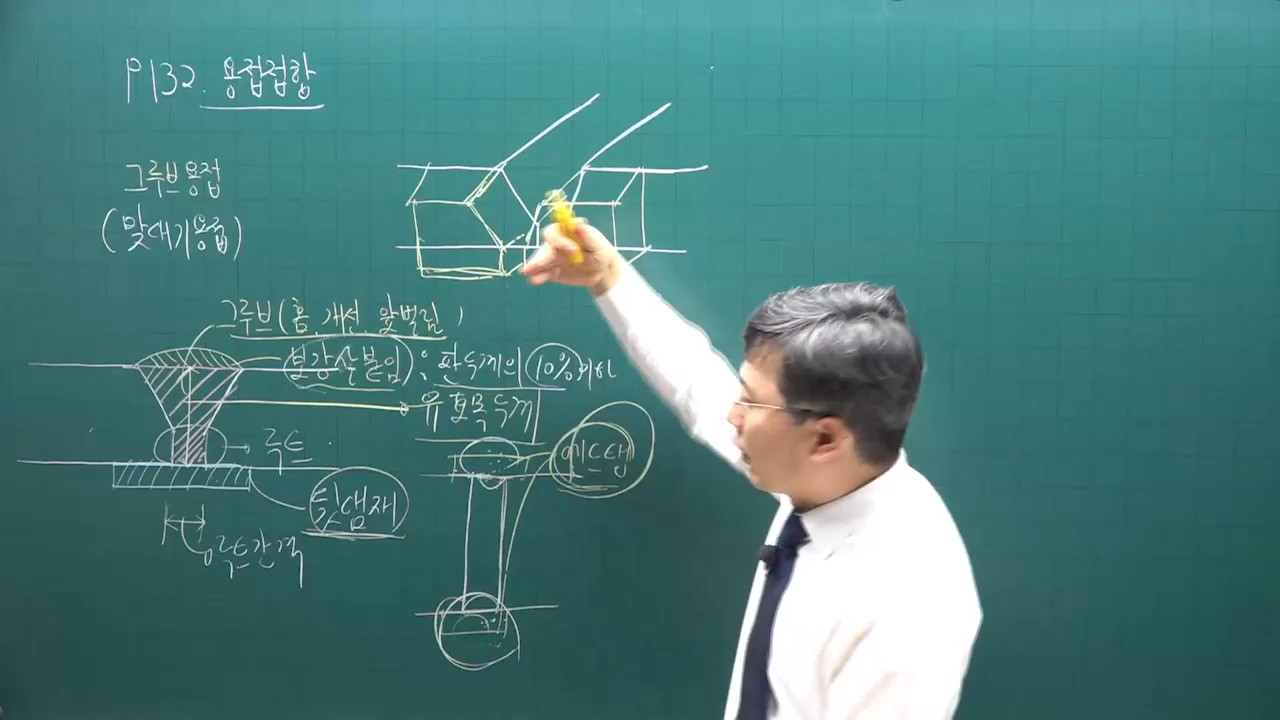 P132. 용접접합
그루브용접
(맞대기용접)
그루브(홈, 개선, 앞벌림)
보강살붙임 : 판두께의 10%이하
유효목두께
루트
엔드탭
뒷댐재
루트간격